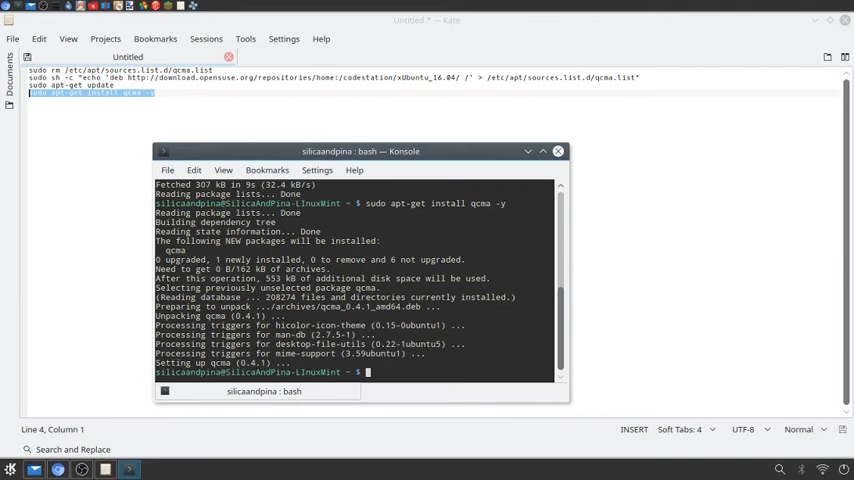 Untitled * — Kate
File Edit View Projects Bookmarks Sessions Tools Settings Help
Untitled
Documents
sudo rm /etc/apt/sources.list.d/qcma.list
sudo sh -c "echo 'deb http://download.opensuse.org/repositories/home:/codestation/xUbuntu_16.04/ /' > /etc/apt/sources.list.d/qcma.list"
sudo apt-get update
sudo apt-get install qcma -y
silicaandpina : bash — Konsole
File Edit View Bookmarks Settings Help
Fetched 307 kB in 9s (32.4 kB/s)
Reading package lists... Done
silicaandpina@SilicaAndPina-LInuxMint ~ $ sudo apt-get install qcma -y
Reading package lists... Done
Building dependency tree
Reading state information... Done
The following NEW packages will be installed:
qcma
0 upgraded, 1 newly installed, 0 to remove and 6 not upgraded.
Need to get 0 B/162 kB of archives.
After this operation, 553 kB of additional disk space will be used.
Selecting previously unselected package qcma.
(Reading database ... 208274 files and directories currently installed.)
Preparing to unpack .../archives/qcma_0.4.1_amd64.deb ...
Unpacking qcma (0.4.1) ...
Processing triggers for hicolor-icon-theme (0.15-0ubuntu1) ...
Processing triggers for man-db (2.7.5-1) ...
Processing triggers for desktop-file-utils (0.22-1ubuntu5) ...
Processing triggers for mime-support (3.59ubuntu1) ...
Setting up qcma (0.4.1) ...
silicaandpina@SilicaAndPina-LInuxMint ~ $
silicaandpina : bash
Line 4, Column 1 INSERT Soft Tabs: 4 UTF-8 Normal
Search and Replace